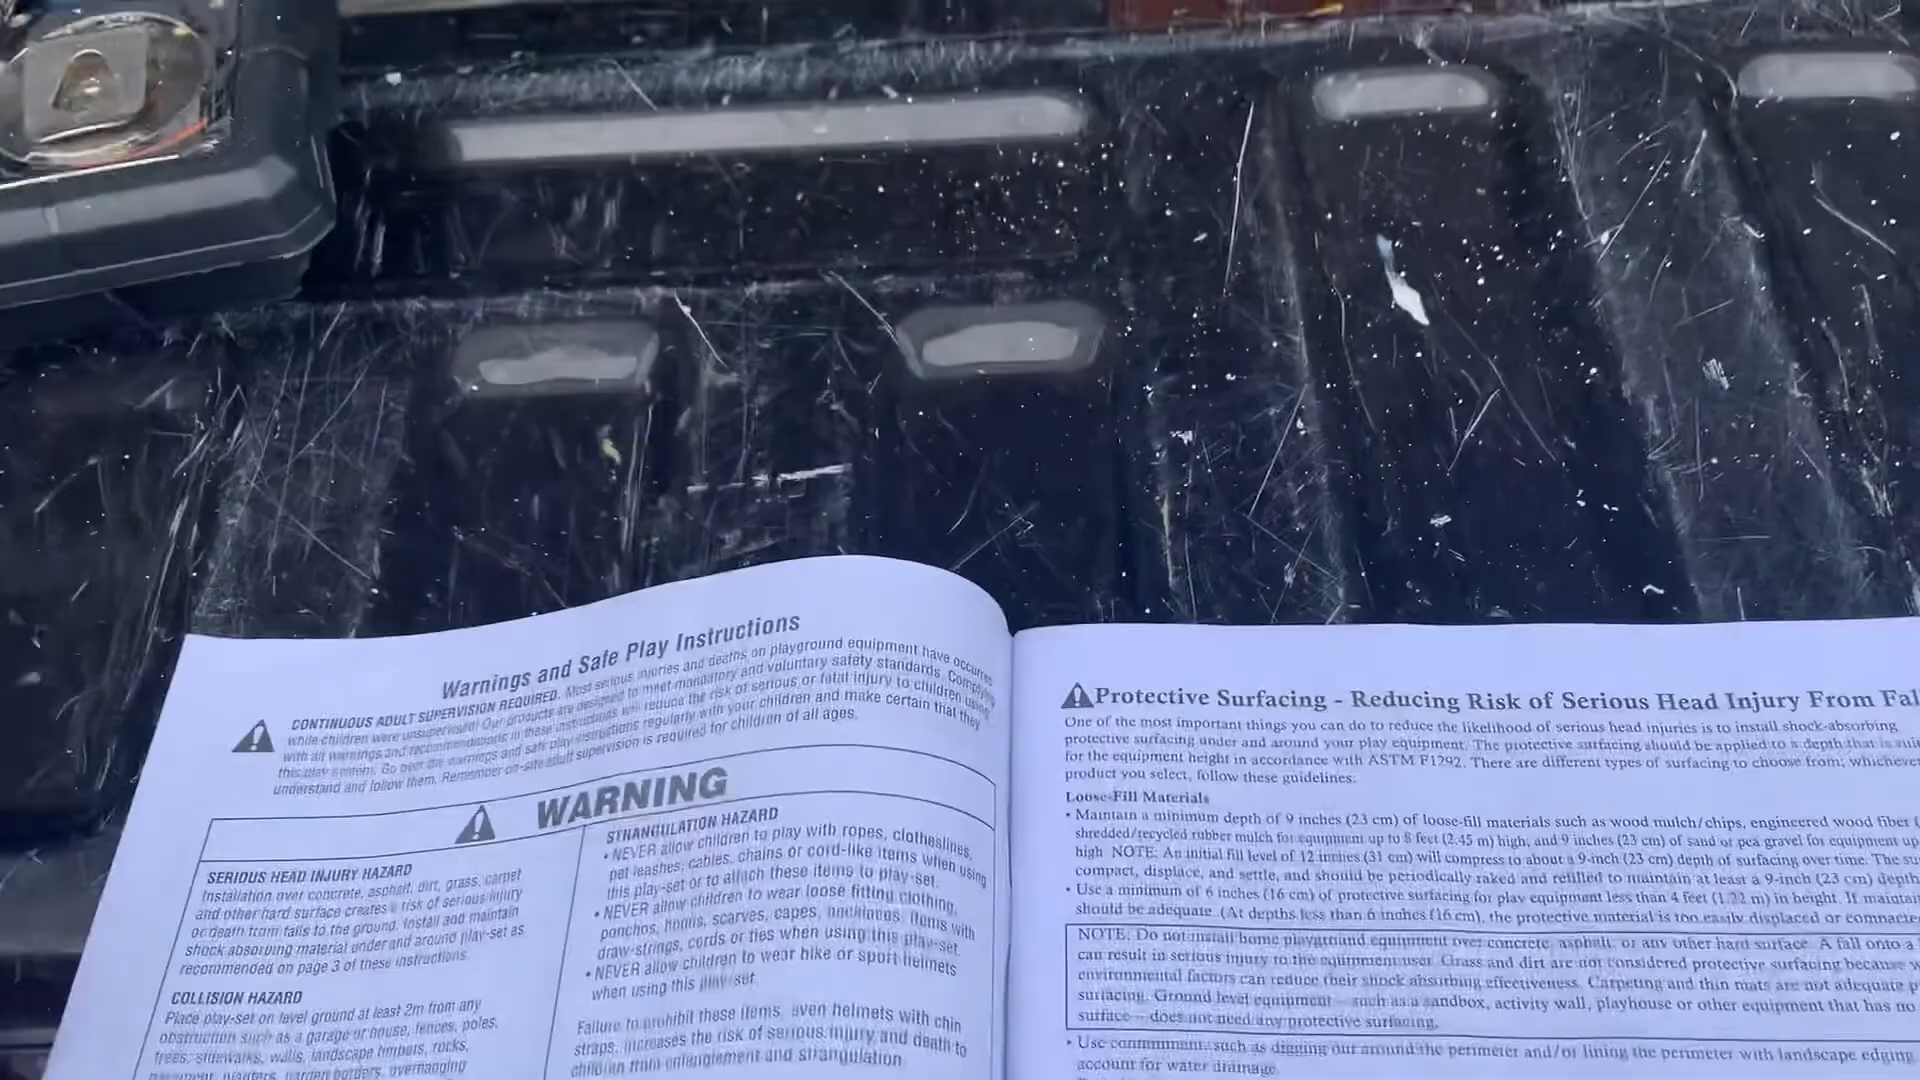 Warnings and Safe Play Instructions
CONTINUOUS ADULT SUPERVISION REQUIRED. Most serious injuries and deaths on playground equipment have occurred
while children were unsupervised! Our products are designed to meet mandatory and voluntary safety standards. Complying
with all warnings and recommendations in these instructions will reduce the risk of serious or fatal injury to children using
this play system. Go over the warnings and safe play instructions regularly with your children and make certain that they
understand and follow them. Remember on-site adult supervision is required for children of all ages.
WARNING
SERIOUS HEAD INJURY HAZARD
Installation over concrete, asphalt, dirt, grass, carpet
and other hard surface creates a risk of serious injury
or death from falls to the ground. Install and maintain
shock absorbing material under and around play-set as
recommended on page 3 of these instructions.
COLLISION HAZARD
Place play-set on level ground at least 2m from any
obstruction such as a garage or house, fences, poles,
trees, sidewalks, walls, landscape timbers, rocks,
pavement, planters, garden borders, overhanging
STRANGULATION HAZARD
• NEVER allow children to play with ropes, clotheslines,
pet leashes, cables, chains or cord-like items when using
this play-set or to attach these items to play-set.
• NEVER allow children to wear loose fitting clothing,
ponchos, hoods, scarves, capes, necklaces, items with
draw-strings, cords or ties when using this play-set.
• NEVER allow children to wear bike or sport helmets
when using this play-set.
Failure to prohibit these items, even helmets with chin
straps, increases the risk of serious injury and death to
children from entanglement and strangulation.
Protective Surfacing - Reducing Risk of Serious Head Injury From Fal
One of the most important things you can do to reduce the likelihood of serious head injuries is to install shock-absorbing
protective surfacing under and around your play equipment. The protective surfacing should be applied to a depth that is
for the equipment height in accordance with ASTM F1292. There are different types of surfacing to choose from; whichever
product you select, follow these guidelines:
Loose-Fill Materials
• Maintain a minimum depth of 9 inches (23 cm) of loose-fill materials such as wood mulch/chips, engineered wood fiber
shredded/recycled rubber mulch for equipment up to 8 feet (2.45 m) high; and 9 inches (23 cm) of sand or pea gravel for equipment up
high. NOTE: An initial fill level of 12 inches (31 cm) will compress to about a 9-inch (23 cm) depth of surfacing over time. The
compact, displace, and settle, and should be periodically raked and refilled to maintain at least a 9-inch (23 cm) depth
• Use a minimum of 6 inches (16 cm) of protective surfacing for play equipment less than 4 feet (1.22 m) in height. If
should be adequate. (At depths less than 6 inches (16 cm), the protective material is too easily displaced or
NOTE: Do not install home playground equipment over concrete, asphalt, or any other hard surface. A fall onto a
can result in serious injury to the equipment user. Grass and dirt are not considered protective surfacing because
environmental factors can reduce their shock absorbing effectiveness. Carpeting and thin mats are not adequate
surfacing. Ground level equipment – such as a sandbox, activity wall, playhouse or other equipment that has no
surface – does not need any protective surfacing.
• Use containment, such as digging out around the perimeter and/or lining the perimeter with landscape edging
account for water drainage.